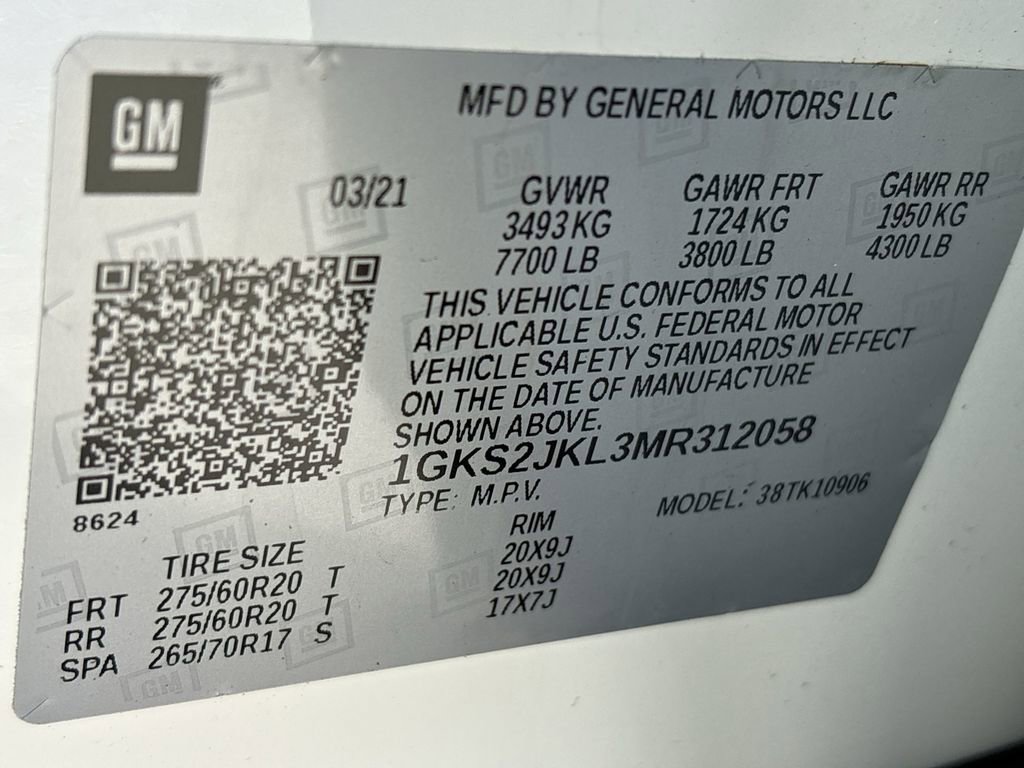 GM
MFD BY GENERAL MOTORS LLC
03/21 GVWR GAWR FRT GAWR RR
3493 KG 1724 KG 1950 KG
7700 LB 3800 LB 4300 LB
THIS VEHICLE CONFORMS TO ALL
APPLICABLE U.S. FEDERAL MOTOR
VEHICLE SAFETY STANDARDS IN EFFECT
ON THE DATE OF MANUFACTURE
SHOWN ABOVE.
1GKS2JKL3MR312058
TYPE: M.P.V. MODEL: 38TK10906
8624
TIRE SIZE RIM
FRT 275/60R20 T 20X9J
RR 275/60R20 T 20X9J
SPA 265/70R17 S 17X7J